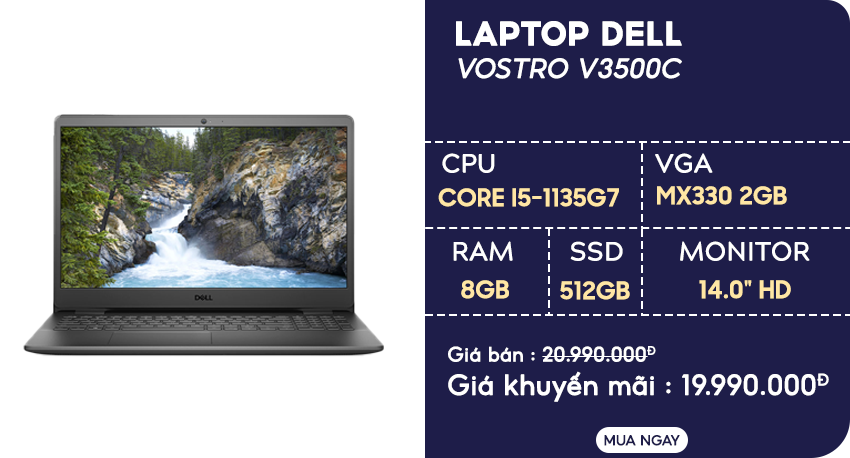 LAPTOP DELL
VOSTRO V3500C
CPU
CORE I5-1135G7
VGA
MX330 2GB
RAM
8GB
SSD
512GB
MONITOR
14.0" HD
Giá bán : 20.990.000Đ
Giá khuyến mãi : 19.990.000Đ
MUA NGAY
DELL